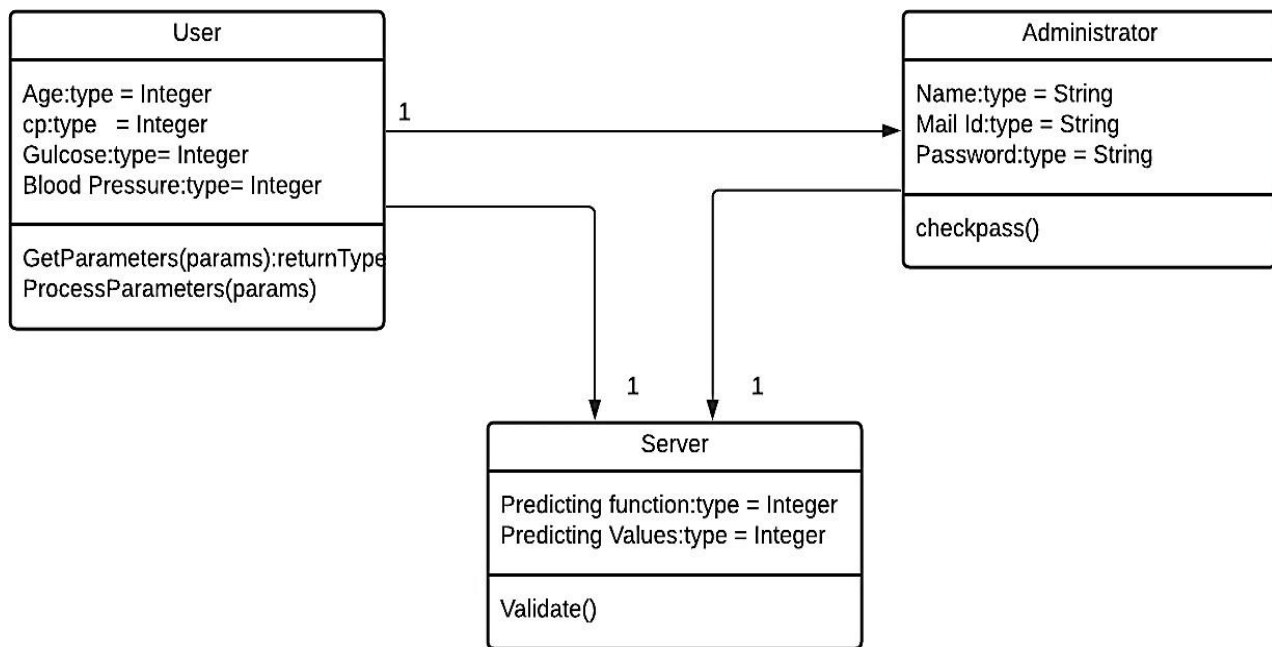 User
Age:type = Integer
cp:type = Integer
Gulcose:type= Integer
Blood Pressure:type= Integer
GetParameters(params):returnType
ProcessParameters(params)
1
Administrator
Name:type = String
Mail Id:type = String
Password:type = String
checkpass()
1
1
Server
Predicting function:type = Integer
Predicting Values:type = Integer
Validate()